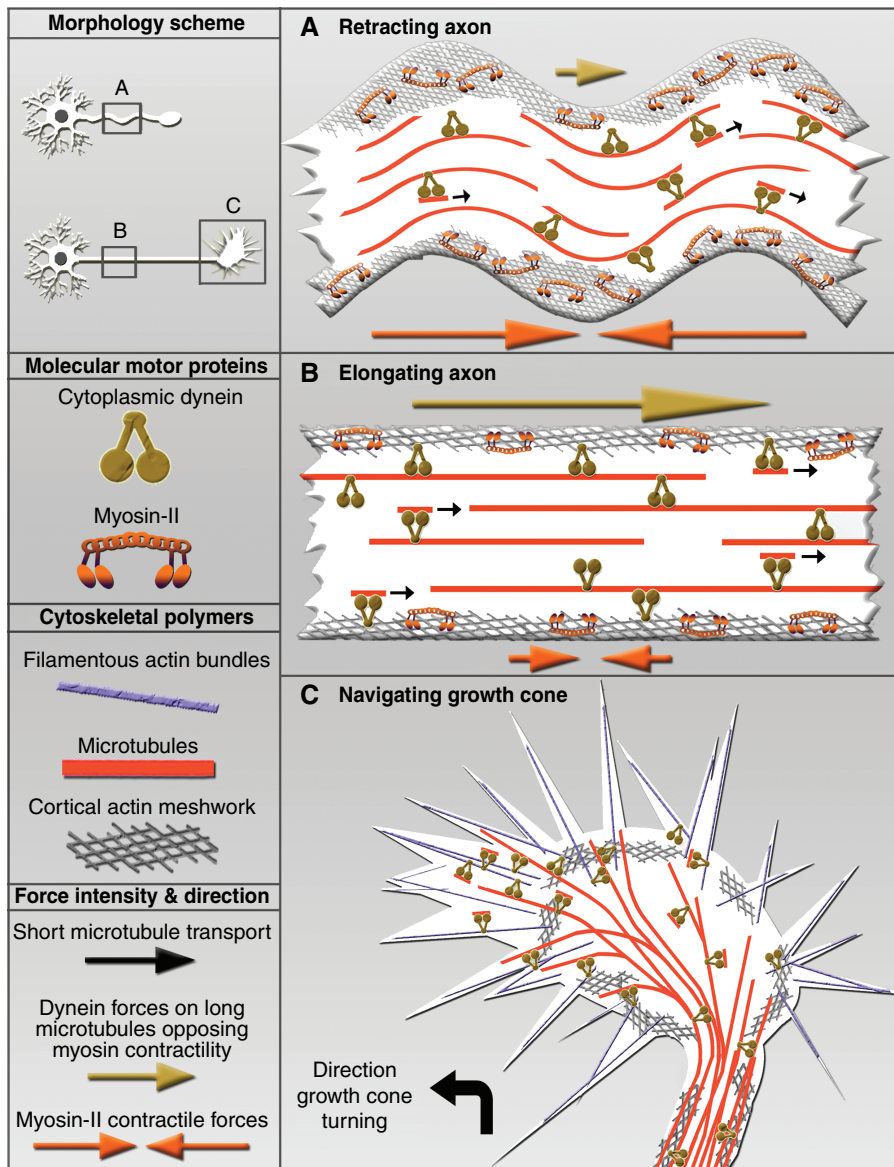 Morphology scheme
A
B
C
Molecular motor proteins
Cytoplasmic dynein
Myosin-II
Cytoskeletal polymers
Filamentous actin bundles
Microtubules
Cortical actin meshwork
Force intensity & direction
Short microtubule transport
Dynein forces on long
microtubules opposing
myosin contractility
Myosin-II contractile forces
A Retracting axon
B Elongating axon
C Navigating growth cone
Direction
growth cone
turning